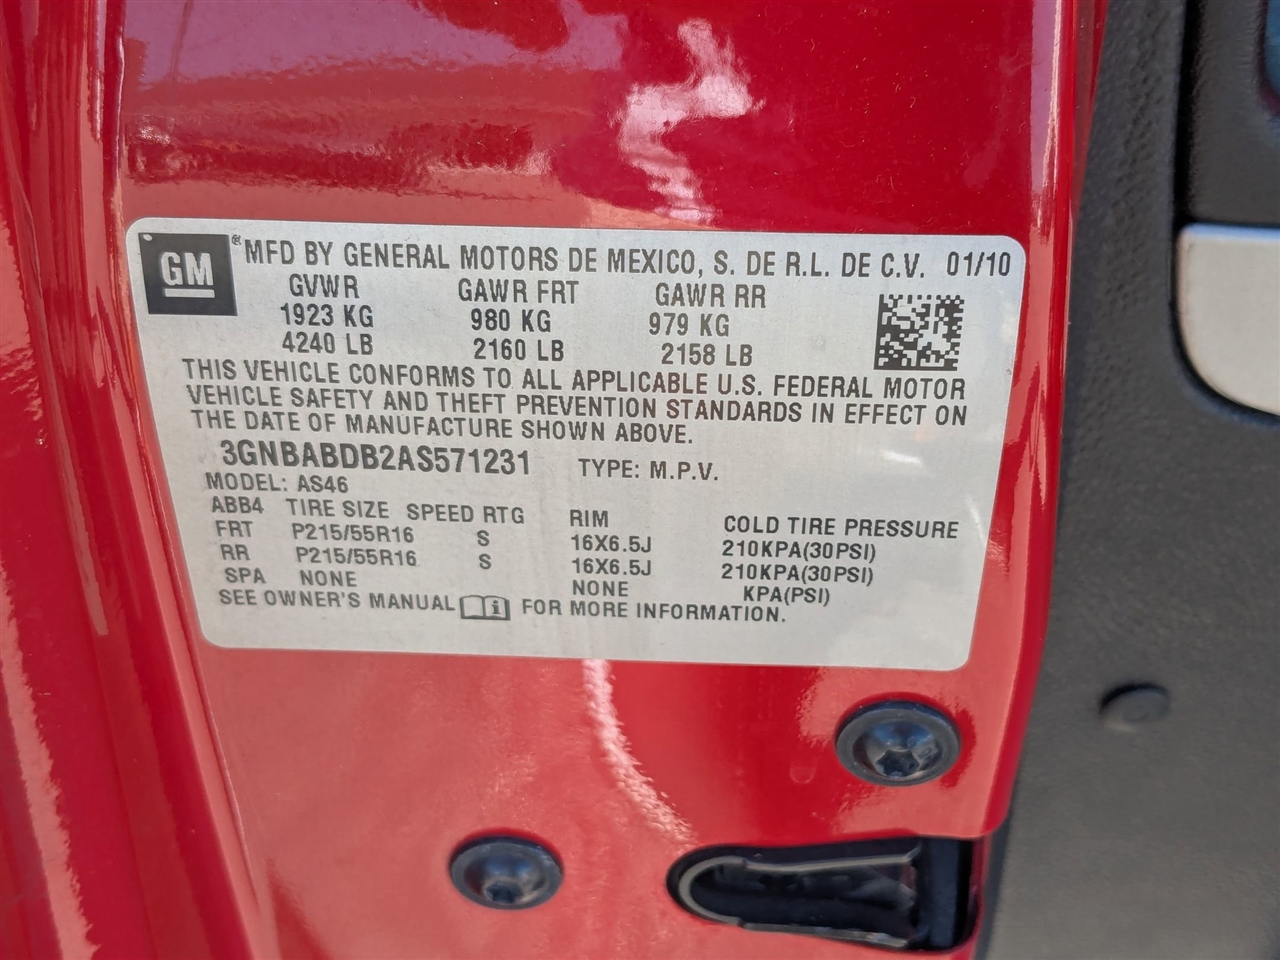 GM ® MFD BY GENERAL MOTORS DE MEXICO, S. DE R.L. DE C.V. 01/10
GVWR GAWR FRT GAWR RR
1923 KG 980 KG 979 KG
4240 LB 2160 LB 2158 LB
THIS VEHICLE CONFORMS TO ALL APPLICABLE U.S. FEDERAL MOTOR
VEHICLE SAFETY AND THEFT PREVENTION STANDARDS IN EFFECT ON
THE DATE OF MANUFACTURE SHOWN ABOVE.
3GNBABDB2AS571231 TYPE: M.P.V.
MODEL: AS46
ABB4 TIRE SIZE SPEED RTG RIM COLD TIRE PRESSURE
FRT P215/55R16 S 16X6.5J 210KPA(30PSI)
RR P215/55R16 S 16X6.5J 210KPA(30PSI)
SPA NONE NONE KPA(PSI)
SEE OWNER'S MANUAL i FOR MORE INFORMATION.